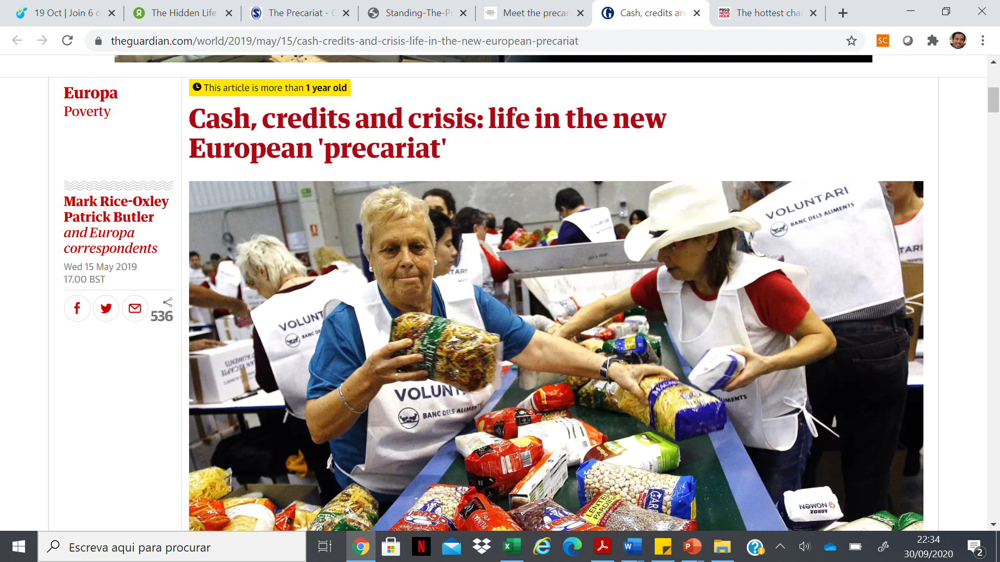 19 Oct | Join 6 c
The Hidden Life
The Precariat - G
Standing-The-Pr
Meet the precar
Cash, credits an
The hottest cha
theguardian.com/world/2019/may/15/cash-credits-and-crisis-life-in-the-new-european-precariat
SC
Europa
Poverty
This article is more than 1 year old
Cash, credits and crisis: life in the new
European 'precariat'
Mark Rice-Oxley
Patrick Butler
and Europa
correspondents
Wed 15 May 2019
17.00 BST
536
VOLUNTARI
BANC DELS ALIMENTS
TARI
TARI
VOLUNT
BANC DE
VOLUNT
BANC DELS ALIMENTS
IMENTS
LENTEJA
PARDINA
GAR
NOMEN
ARROZ
Escreva aqui para procurar
22:34
30/09/2020
2